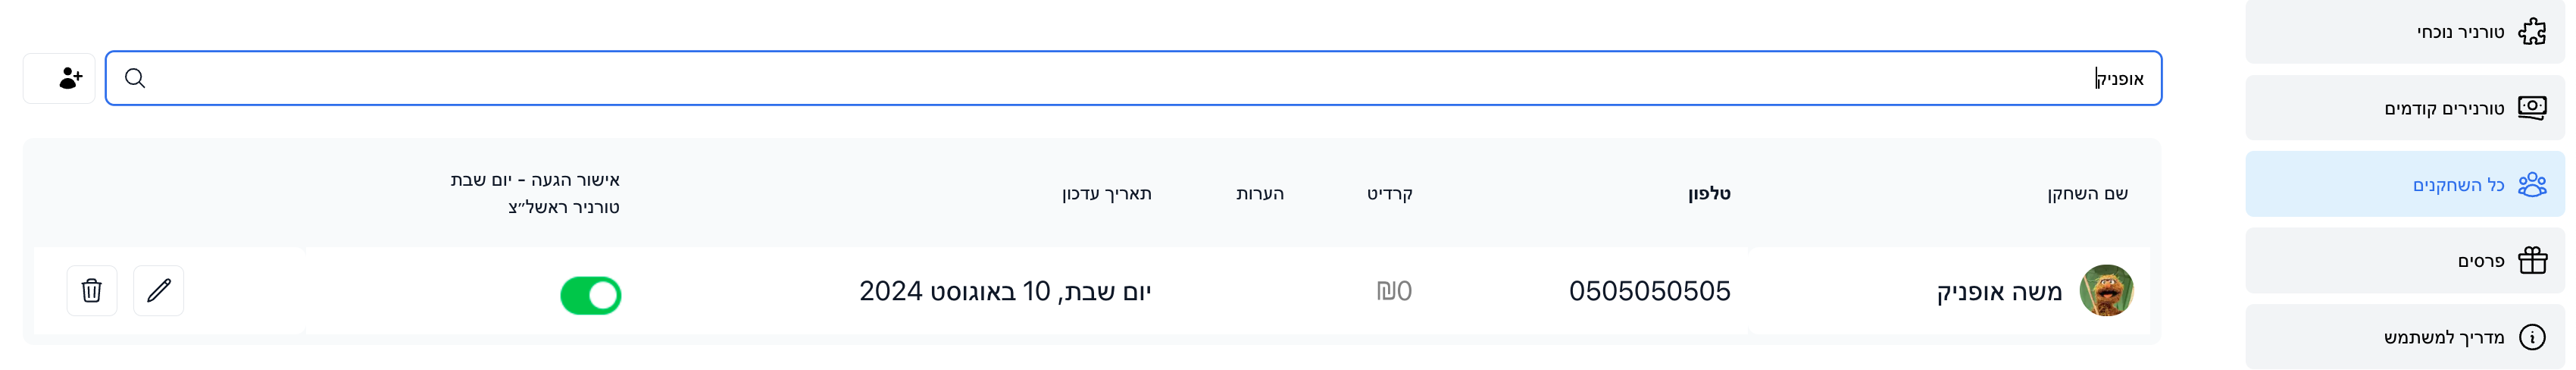 טורניר נוכחי
טורנירים קודמים
כל השחקנים
פרסים
מדריך למשתמש
אופניק
שם השחקן
טלפון
קרדיט
הערות
תאריך עדכון
אישור הגעה - יום שבת
טורניר ראשל״צ
משה אופניק
0505050505
₪0
יום שבת, 10 באוגוסט 2024